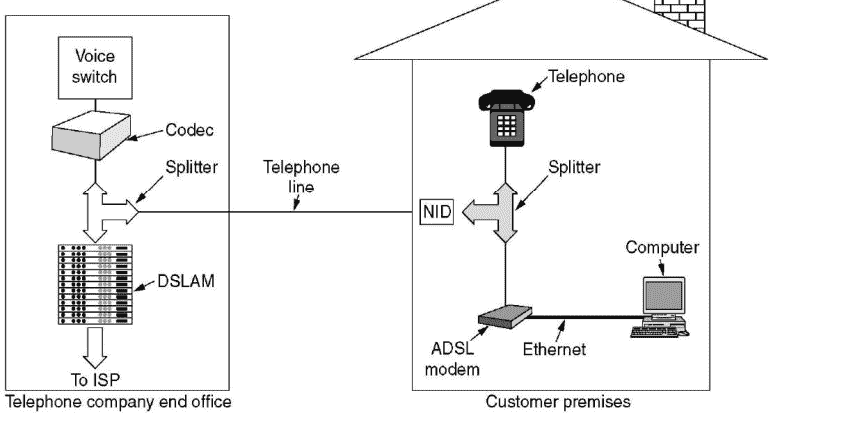 Voice
switch
Codec
Splitter
DSLAM
To ISP
Telephone company end office
Telephone
line
Telephone
Splitter
NID
Computer
ADSL
modem
Ethernet
Customer premises